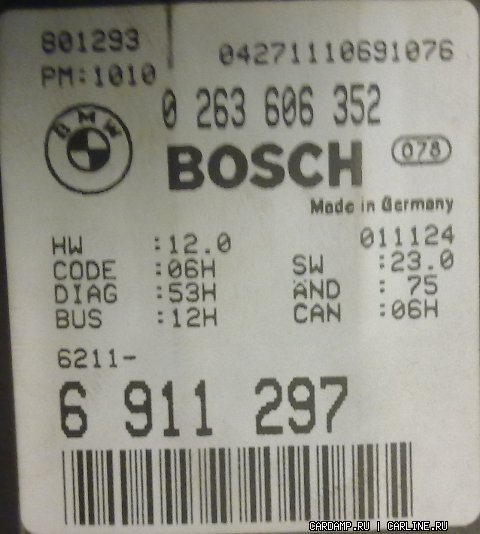 801293
04271110691076
PM:1010
0 263 606 352
BMW
BOSCH
078
Made in Germany
011124
HW :12.0
SW :23.0
CODE :06H
AND : 75
DIAG :53H
CAN :06H
BUS :12H
6211-
6 911 297
CARDAMP.RU | CARLINE.RU